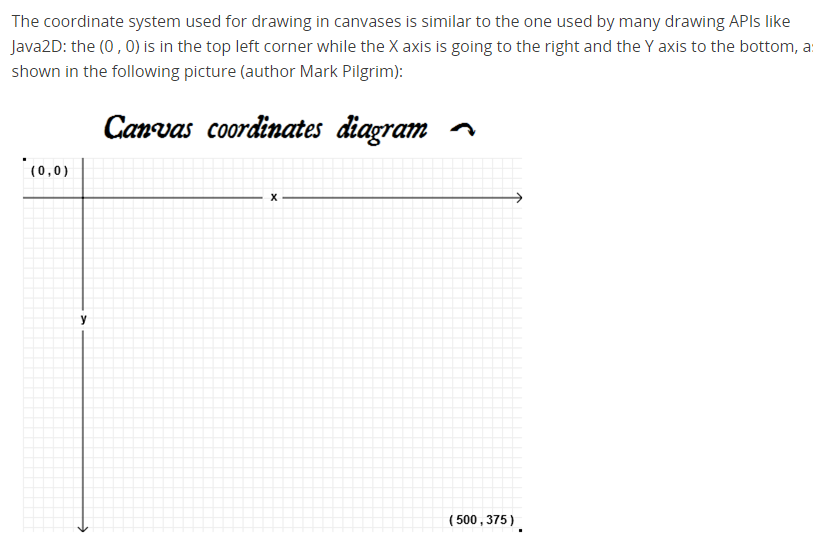 The coordinate system used for drawing in canvases is similar to the one used by many drawing APIs like
Java2D: the (0 , 0) is in the top left corner while the X axis is going to the right and the Y axis to the bottom, as
shown in the following picture (author Mark Pilgrim):
Canvas coordinates diagram
(0,0)
x
y
(500,375)